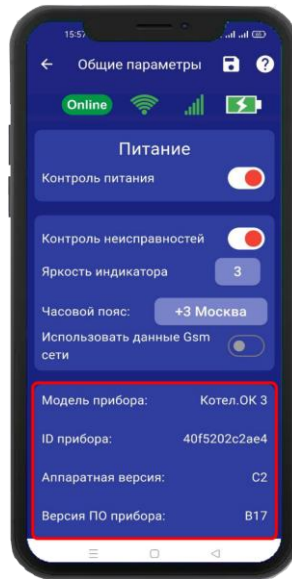 15:57
Общие параметры
Online
Питание
Контроль питания
Контроль неисправностей
Яркость индикатора 3
Часовой пояс: +3 Москва
Использовать данные Gsm
сети
Модель прибора: Котел.ОК 3
ID прибора: 40f5202c2ae4
Аппаратная версия: C2
Версия ПО прибора: B17